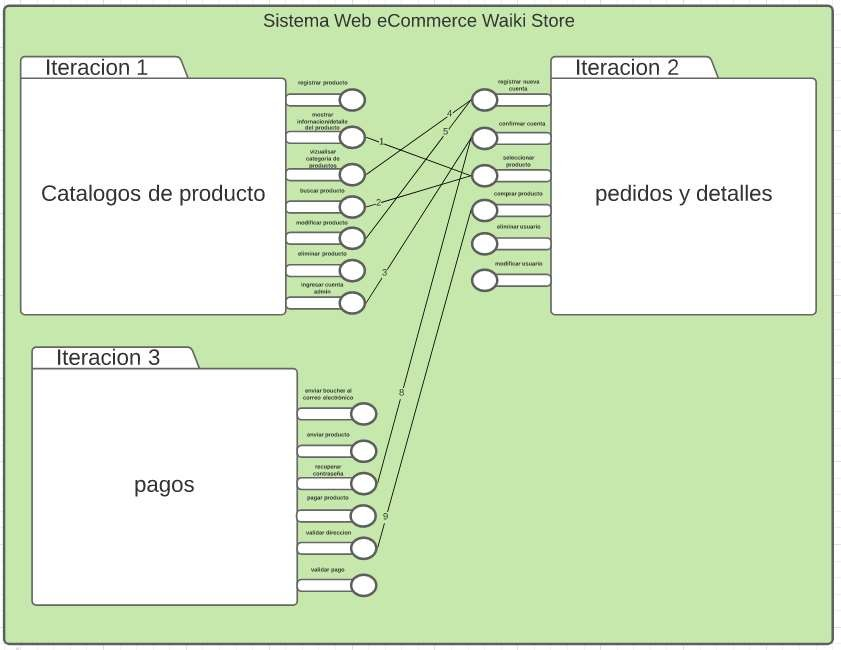 Sistema Web eCommerce Waiki Store
Iteracion 1
Catalogos de producto
registrar producto
mostrar
infornacion/detalle
del producto
vizualisar
categoria de
productos
buscar producto
modificar producto
eliminar producto
ingresar cuenta
admin
4
5
1
2
3
Iteracion 2
registrar nueva
cuenta
confirmar cuenta
seleccionar
producto
comprar producto
eliminar usuario
modificar usuario
pedidos y detalles
Iteracion 3
pagos
enviar boucher al
correo electrónico
enviar producto
recuperar
contraseña
pagar producto
validar direccion
validar pago
8
9